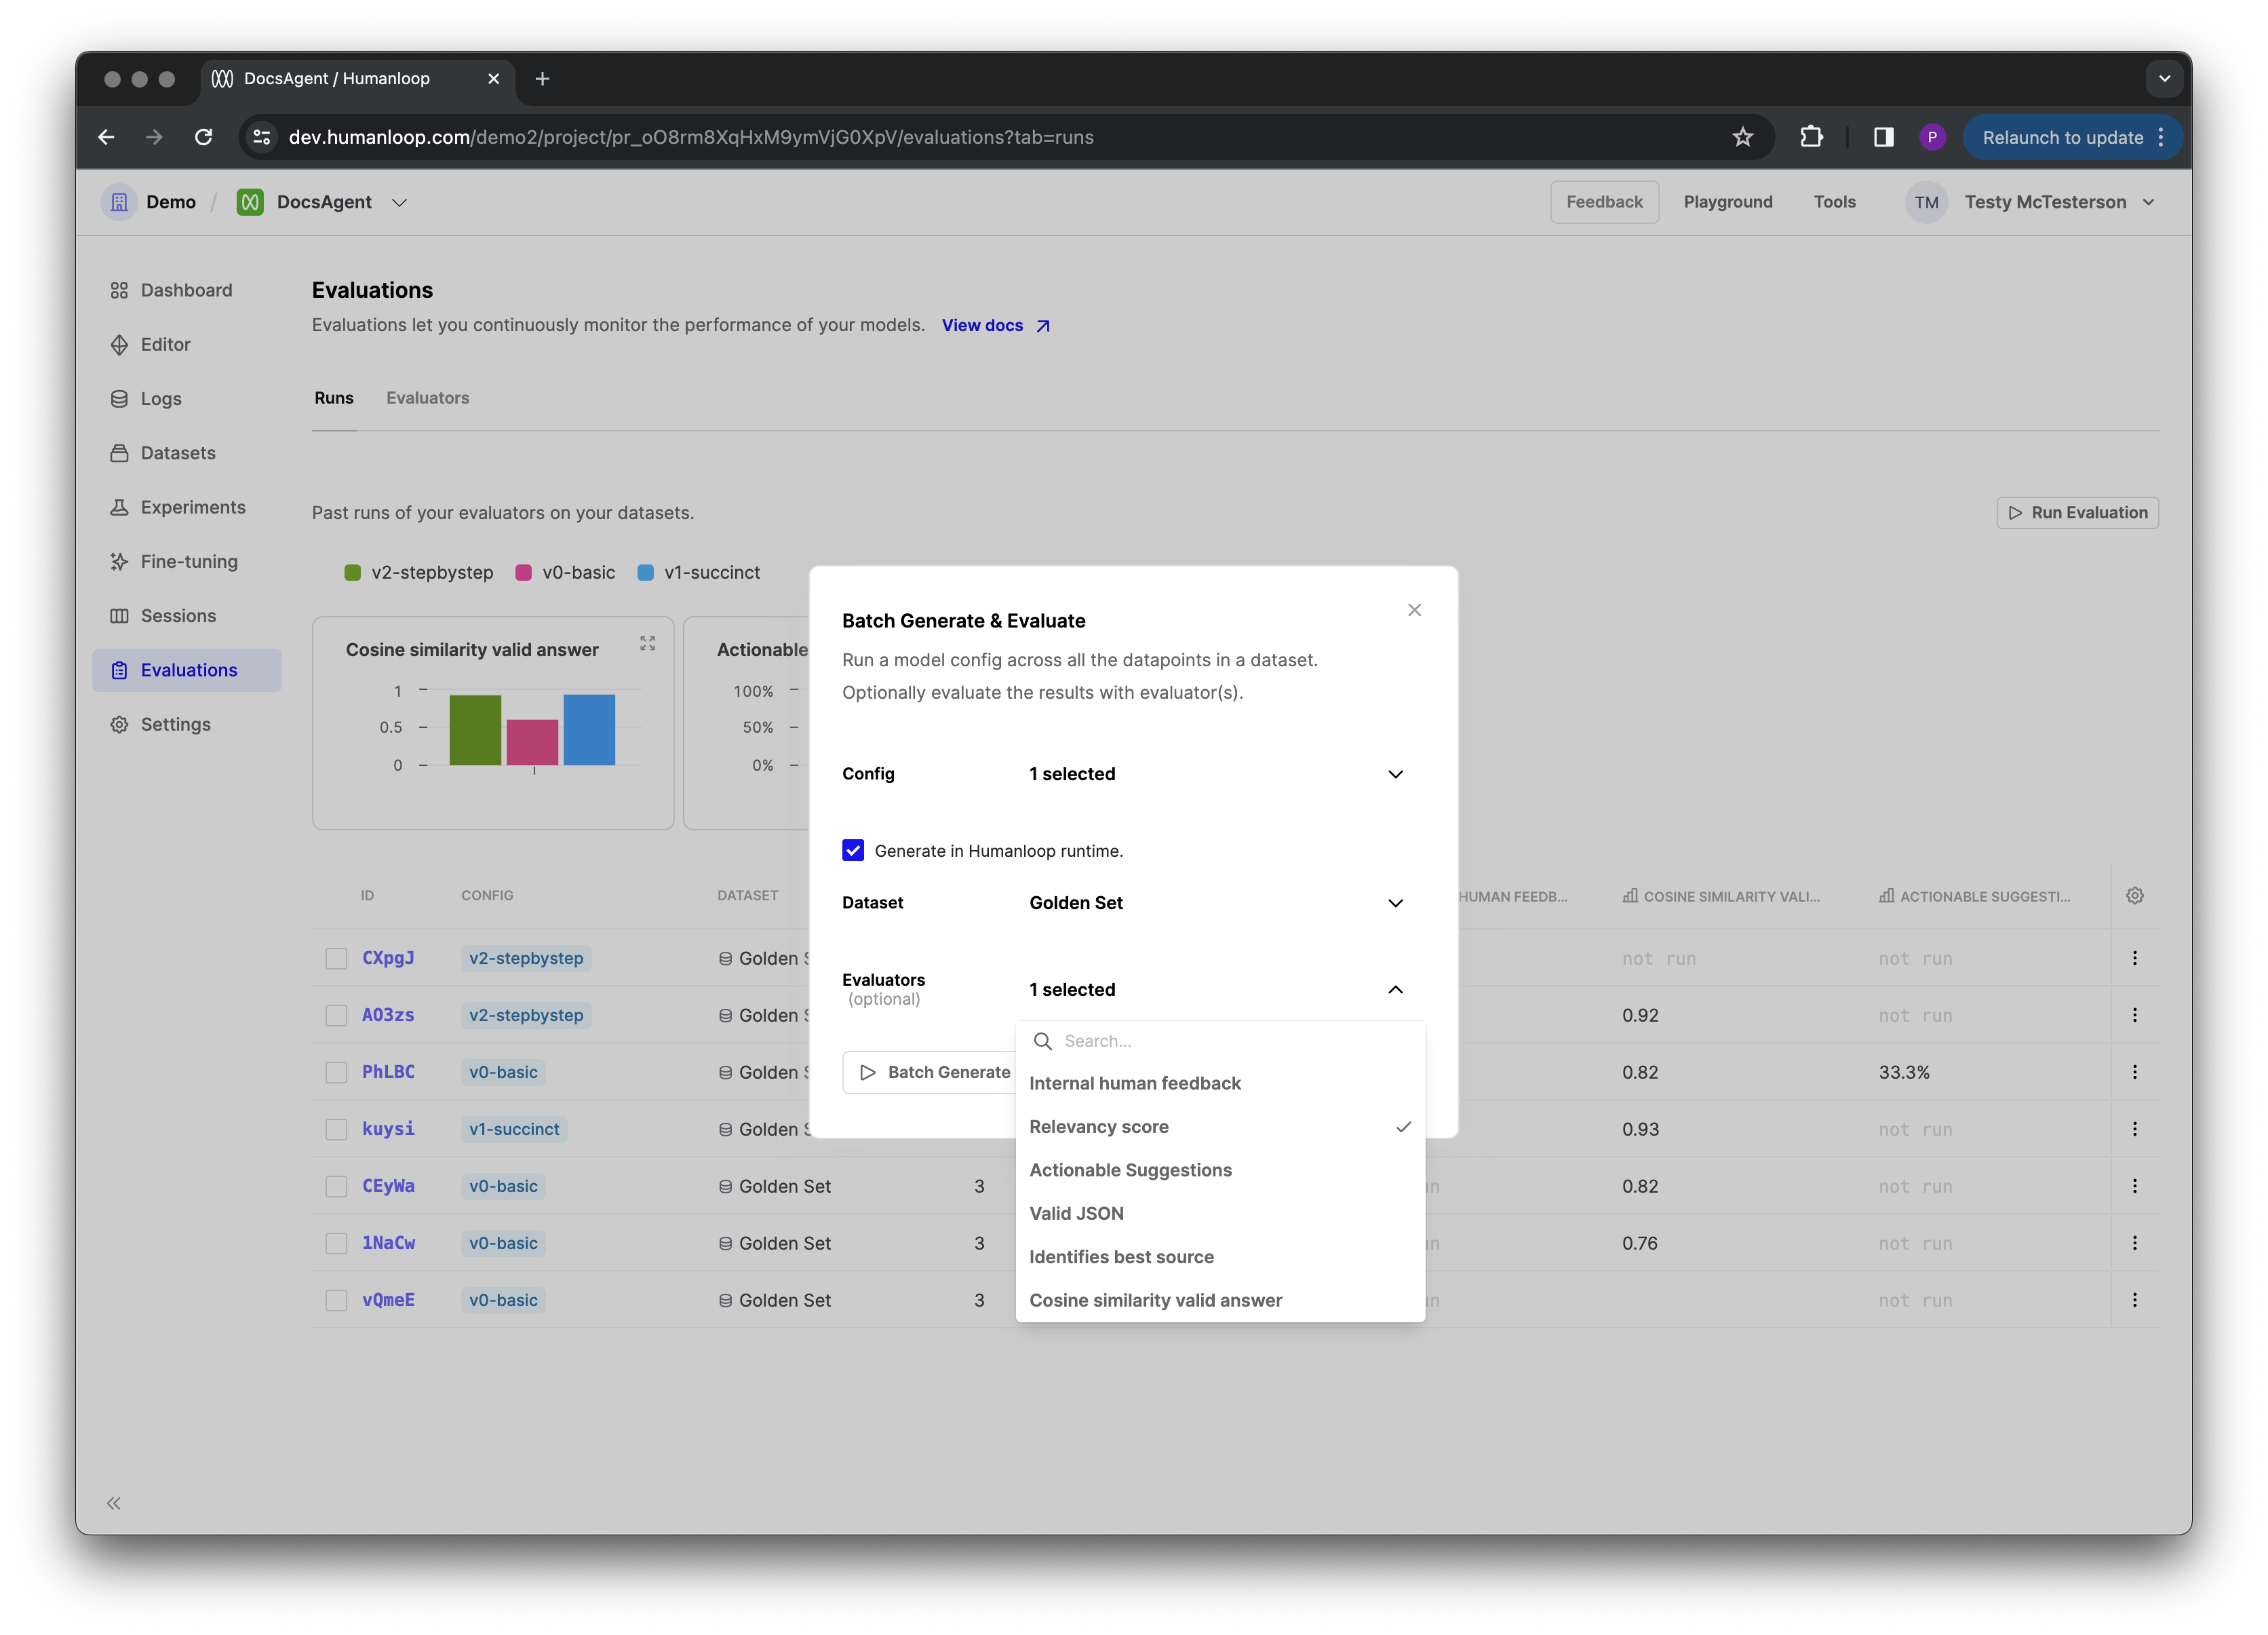 DocsAgent / Humanloop
dev.humanloop.com/demo2/project/pr_oO8rm8XqHxM9ymVjG0XpV/evaluations?tab=runs
P
Relaunch to update
Demo / DocsAgent
Feedback
Playground
Tools
TM
Testy McTesterson
Dashboard
Editor
Logs
Datasets
Experiments
Fine-tuning
Sessions
Evaluations
Settings
Evaluations
Evaluations let you continuously monitor the performance of your models. View docs
Runs Evaluators
Past runs of your evaluators on your datasets.
Run Evaluation
v2-stepbystep v0-basic v1-succinct
Cosine similarity valid answer
1
0.5
0
Actionable
100%
50%
0%
Batch Generate & Evaluate
Run a model config across all the datapoints in a dataset.
Optionally evaluate the results with evaluator(s).
Config 1 selected
Generate in Humanloop runtime.
Dataset Golden Set
Evaluators
(optional)
1 selected
Batch Generate
Search...
Internal human feedback
Relevancy score
Actionable Suggestions
Valid JSON
Identifies best source
Cosine similarity valid answer
ID CONFIG DATASET HUMAN FEEDB... COSINE SIMILARITY VALI... ACTIONABLE SUGGESTI...
CXpgJ v2-stepbystep Golden not run not run
AO3zs v2-stepbystep Golden 0.92 not run
PhLBC v0-basic Golden 0.82 33.3%
kuysi v1-succinct Golden 0.93 not run
CEyWa v0-basic Golden Set 3 0.82 not run
1NaCw v0-basic Golden Set 3 0.76 not run
vQmeE v0-basic Golden Set 3 not run